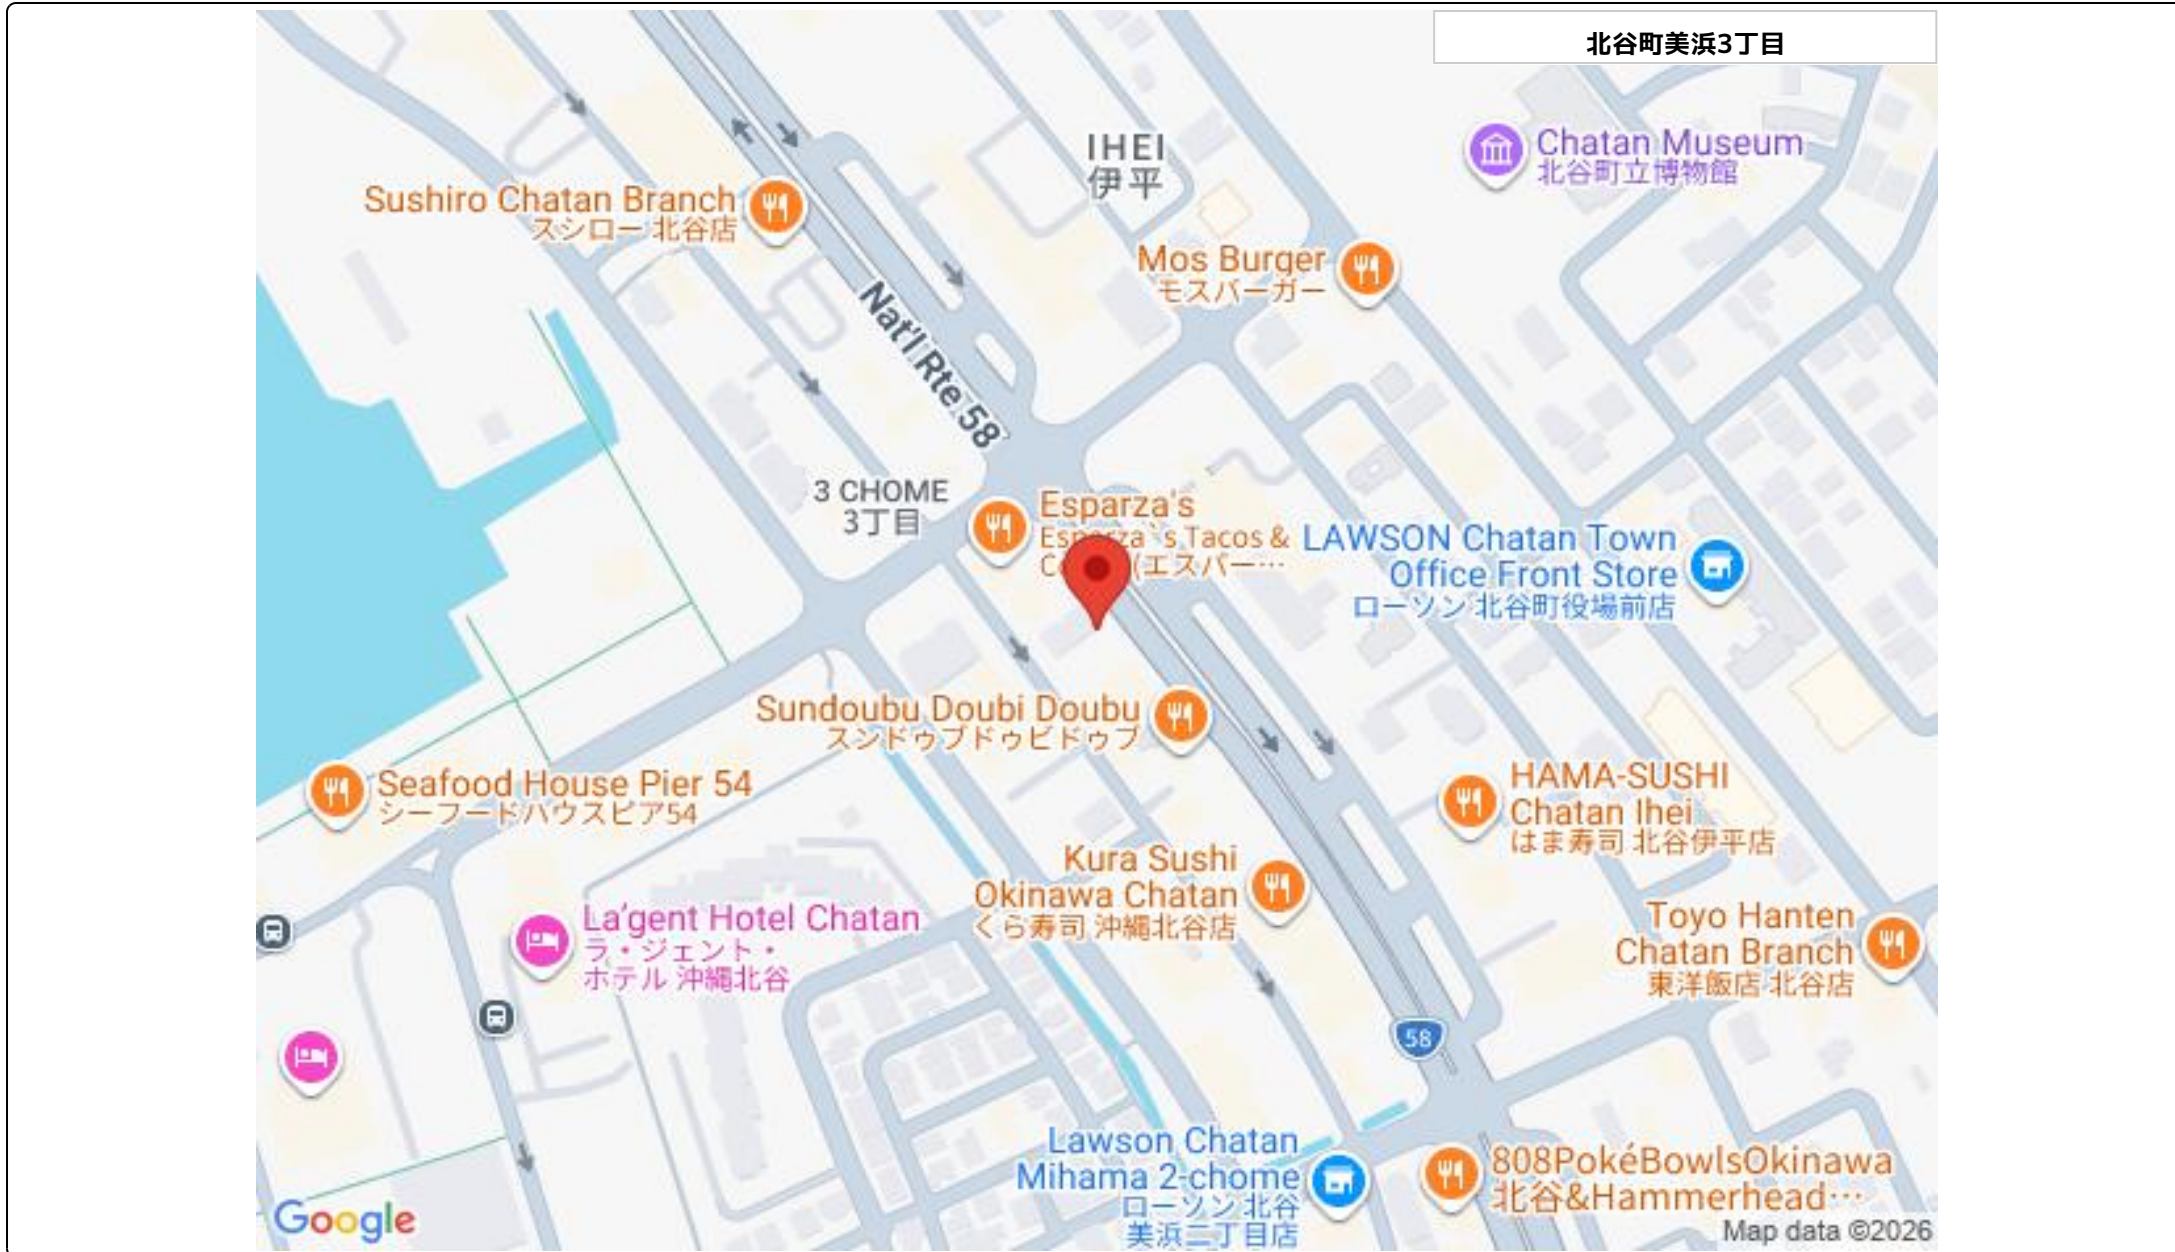 北谷町美浜3丁目
IHEI
伊平
Chatan Museum
北谷町立博物館
Sushiro Chatan Branch
スシロー 北谷店
Mos Burger
モスバーガー
Nat'l Rte 58
3 CHOME
3丁目
Esparza's
Esparza`s Tacos &
(エスパー…
LAWSON Chatan Town
Office Front Store
ローソン 北谷町役場前店
Sundoubu Doubi Doubu
スンドゥブドゥビドゥブ
Seafood House Pier 54
シーフードハウスピア54
HAMA-SUSHI
Chatan Ihei
はま寿司 北谷伊平店
Kura Sushi
Okinawa Chatan
くら寿司 沖縄北谷店
La'gent Hotel Chatan
ラ・ジェント・
ホテル 沖縄北谷
Toyo Hanten
Chatan Branch
東洋飯店 北谷店
58
Lawson Chatan
Mihama 2-chome
ローソン 北谷
美浜二丁目店
808PokéBowlsOkinawa
北谷&Hammerhead…
Google
Map data ©2026